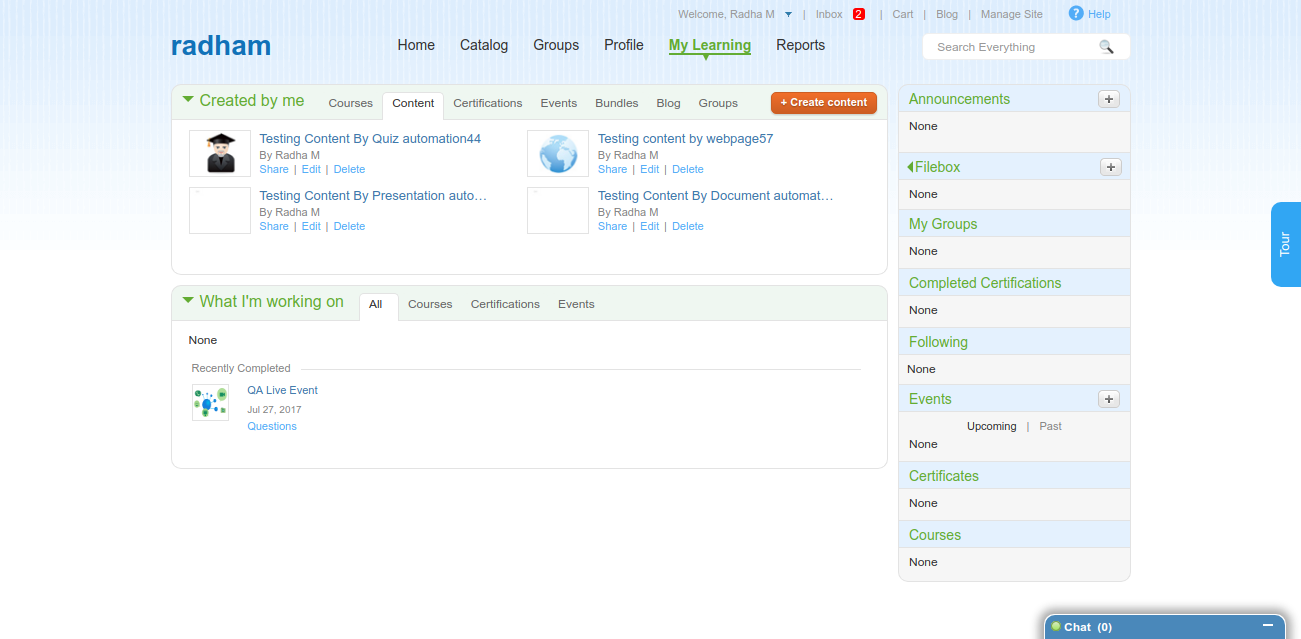 Welcome, Radha M | Inbox 2 | Cart | Blog | Manage Site ? Help
radham Home Catalog Groups Profile My Learning Reports Search Everything
Created by me Courses Content Certifications Events Bundles Blog Groups + Create content
Testing Content By Quiz automation44
By Radha M
Share | Edit | Delete
Testing content by webpage57
By Radha M
Share | Edit | Delete
Testing Content By Presentation auto…
By Radha M
Share | Edit | Delete
Testing Content By Document automat…
By Radha M
Share | Edit | Delete
What I'm working on All Courses Certifications Events
None
Recently Completed
QA Live Event
Jul 27, 2017
Questions
Announcements +
None
Filebox +
None
My Groups
None
Completed Certifications
None
Following
None
Events +
Upcoming | Past
None
Certificates
None
Courses
None
Tour
Chat (0)